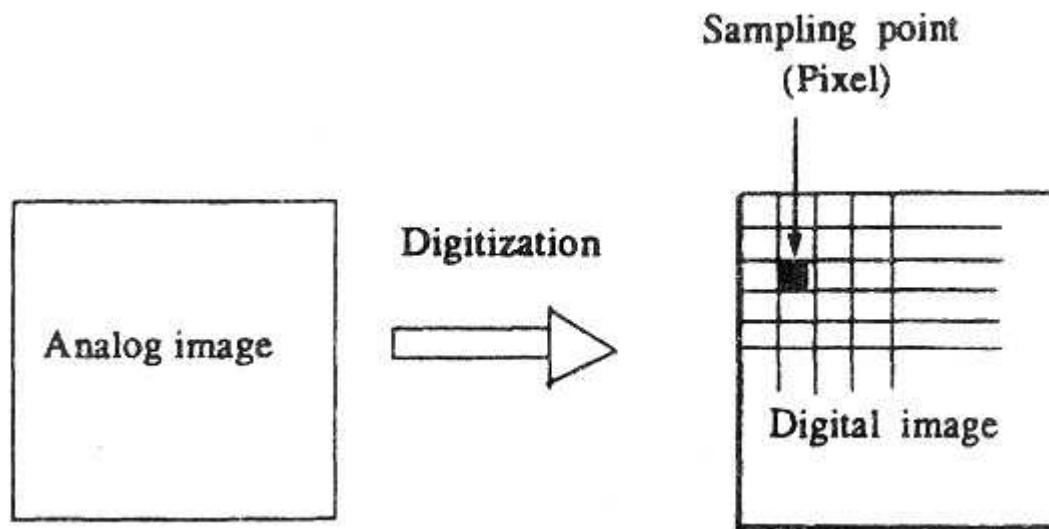 Sampling point
(Pixel)
Digitization
Analog image
Digital image